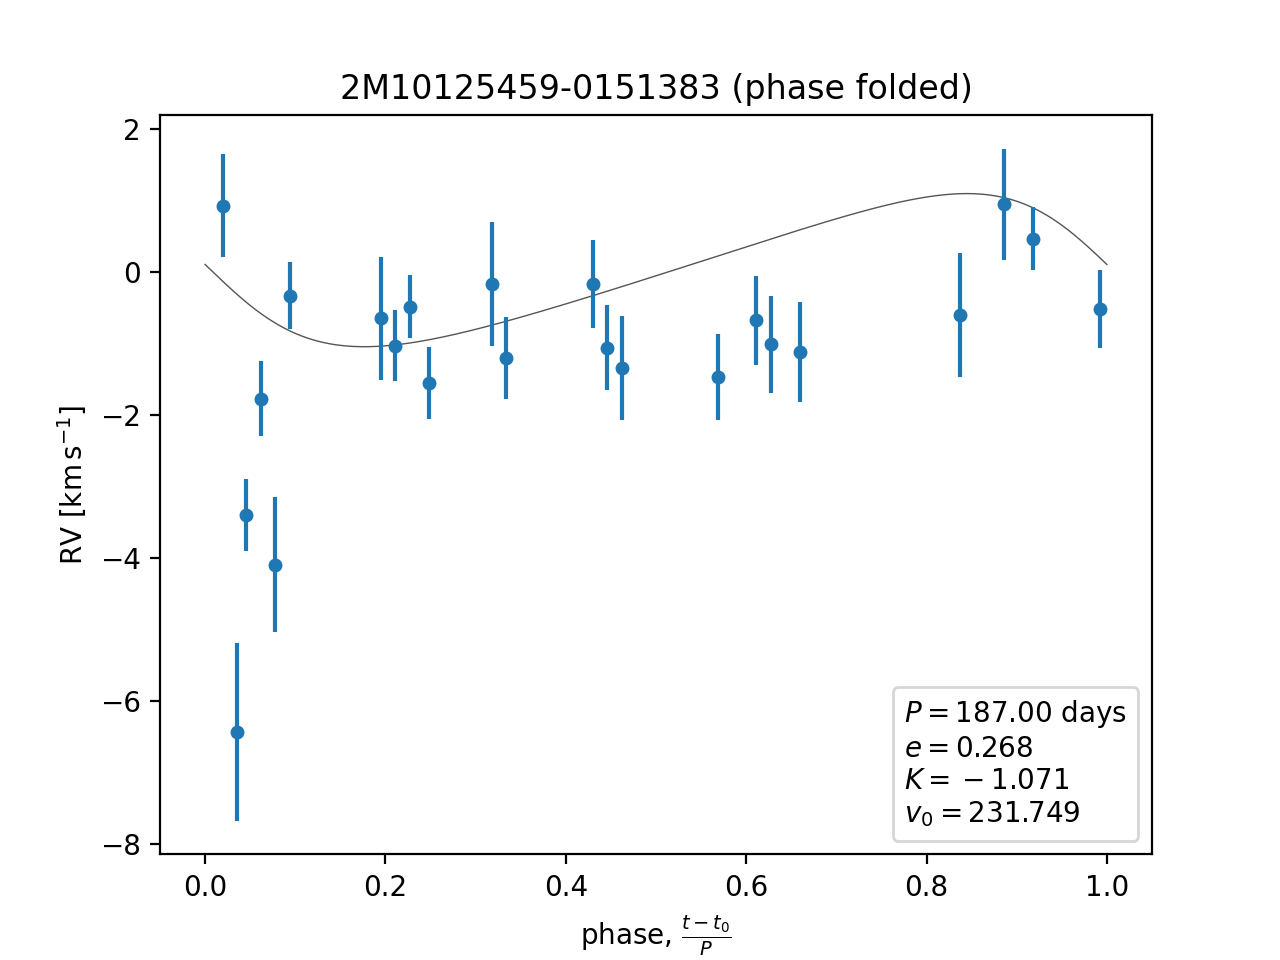 2M10125459-0151383 (phase folded)
2
0
−2
−4
−6
−8
RV [km s⁻¹]
P = 187.00 days
e = 0.268
K = −1.071
v₀ = 231.749
0.0 0.2 0.4 0.6 0.8 1.0
phase, (t − t₀)/P